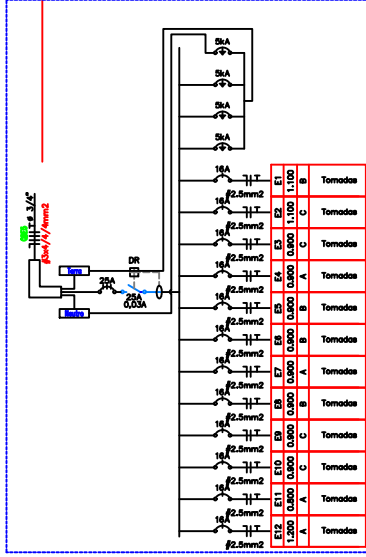 5kA
5kA
5kA
5kA
ø 3/4"
#3x4/4/4mm2
Terra
Neutro
25A
DR
25A
0,03A
16A
#2.5mm2
E1 1.100 B Tomadas
16A
#2.5mm2
E2 1.100 C Tomadas
16A
#2.5mm2
E3 0.900 C Tomadas
16A
#2.5mm2
E4 0.900 A Tomadas
16A
#2.5mm2
E5 0.900 B Tomadas
16A
#2.5mm2
E6 0.900 B Tomadas
16A
#2.5mm2
E7 0.900 A Tomadas
16A
#2.5mm2
E8 0.900 B Tomadas
16A
#2.5mm2
E9 0.900 C Tomadas
16A
#2.5mm2
E10 0.900 C Tomadas
16A
#2.5mm2
E11 0.800 A Tomadas
16A
#2.5mm2
E12 1.200 A Tomadas